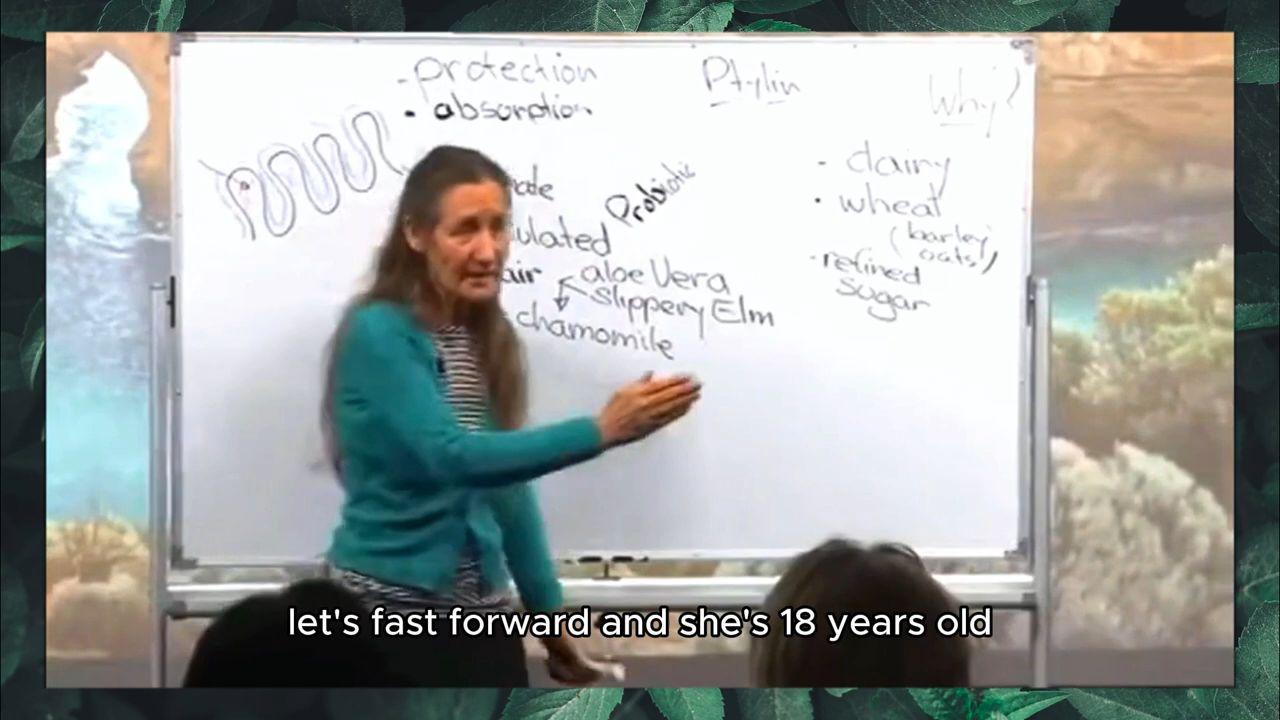 - protection
• absorption
Ptylin
Why?
Probiotic
aloe Vera
Slippery Elm
chamomile
- dairy
• wheat
(barley
oats)
- refined
sugar
let's fast forward and she's 18 years old